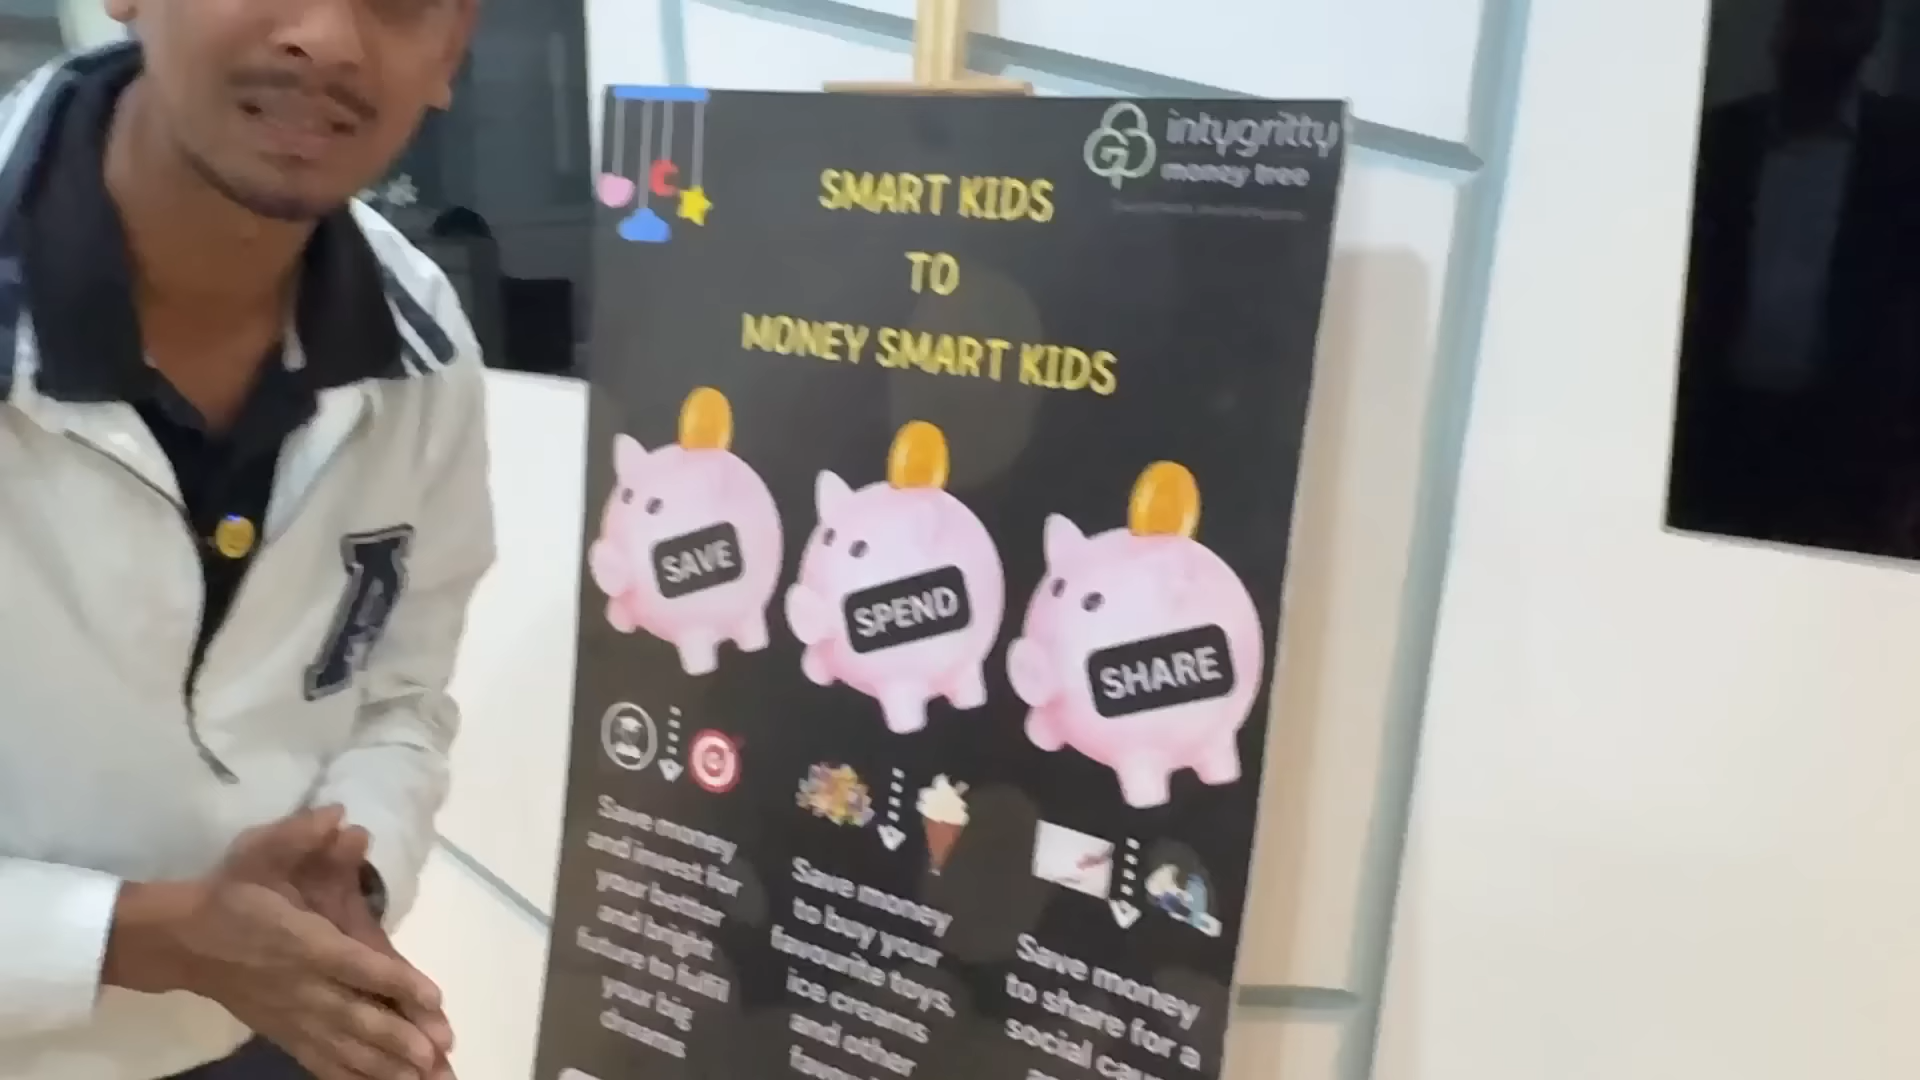 intygritty
money tree
SMART KIDS
TO
MONEY SMART KIDS
SAVE
SPEND
SHARE
Save money
and invest for
your better
and bright
future to fulfil
your big
dreams
Save money
to buy your
favourite toys,
ice creams
and other
Save money
to share for a
social
A